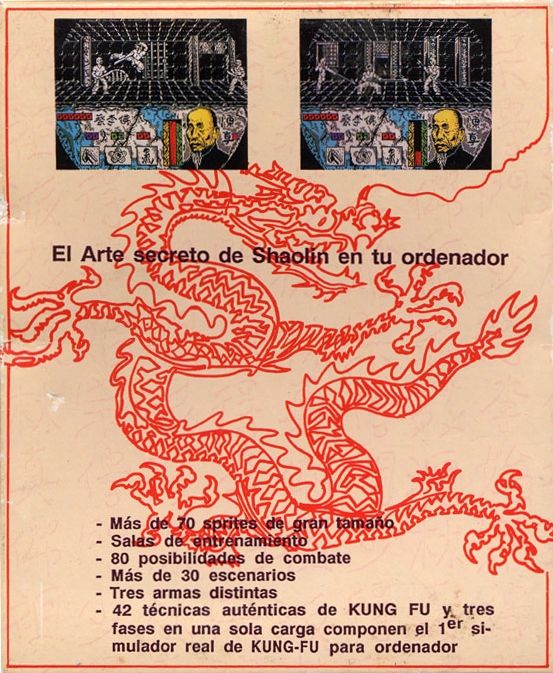 El Arte secreto de Shaolin en tu ordenador
- Más de 70 sprites de gran tamaño
- Salas de entrenamiento
- 80 posibilidades de combate
- Más de 30 escenarios
- Tres armas distintas
- 42 técnicas auténticas de KUNG FU y tres
fases en una sola carga componen el 1er si-
mulador real de KUNG-FU para ordenador